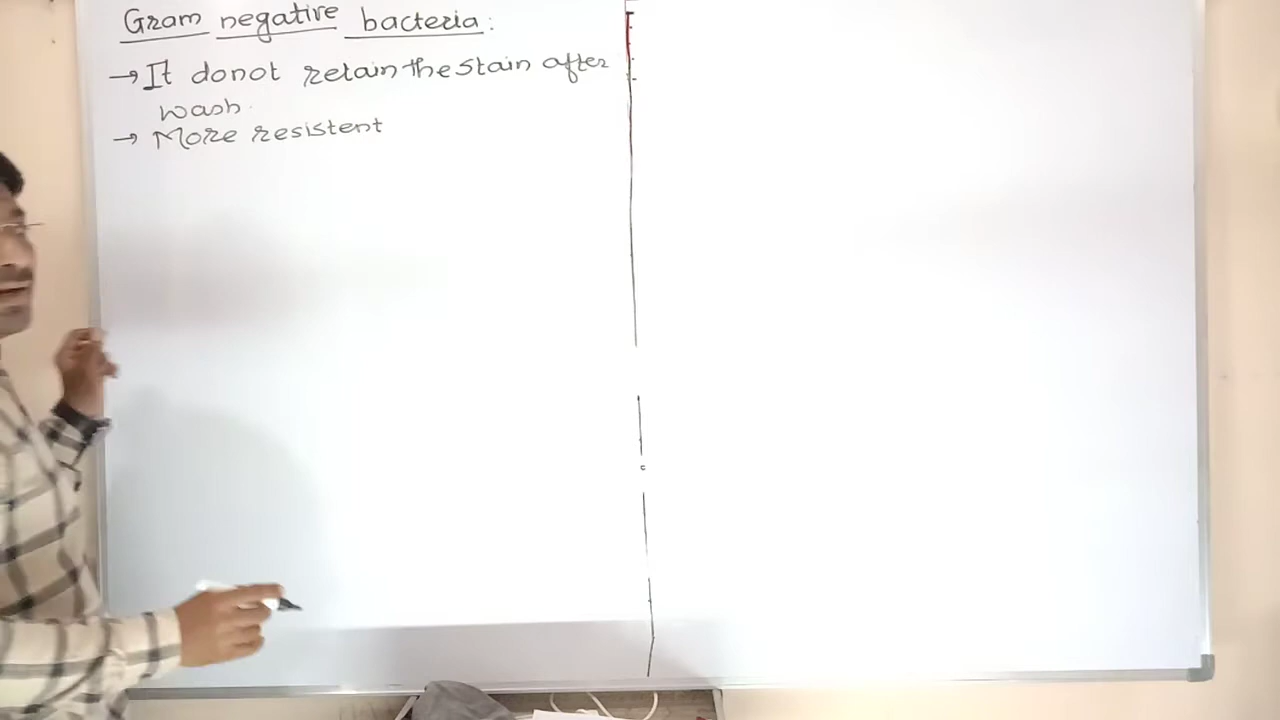 Gram negative bacteria:
→ It donot retain the stain after
wash.
→ More resistent